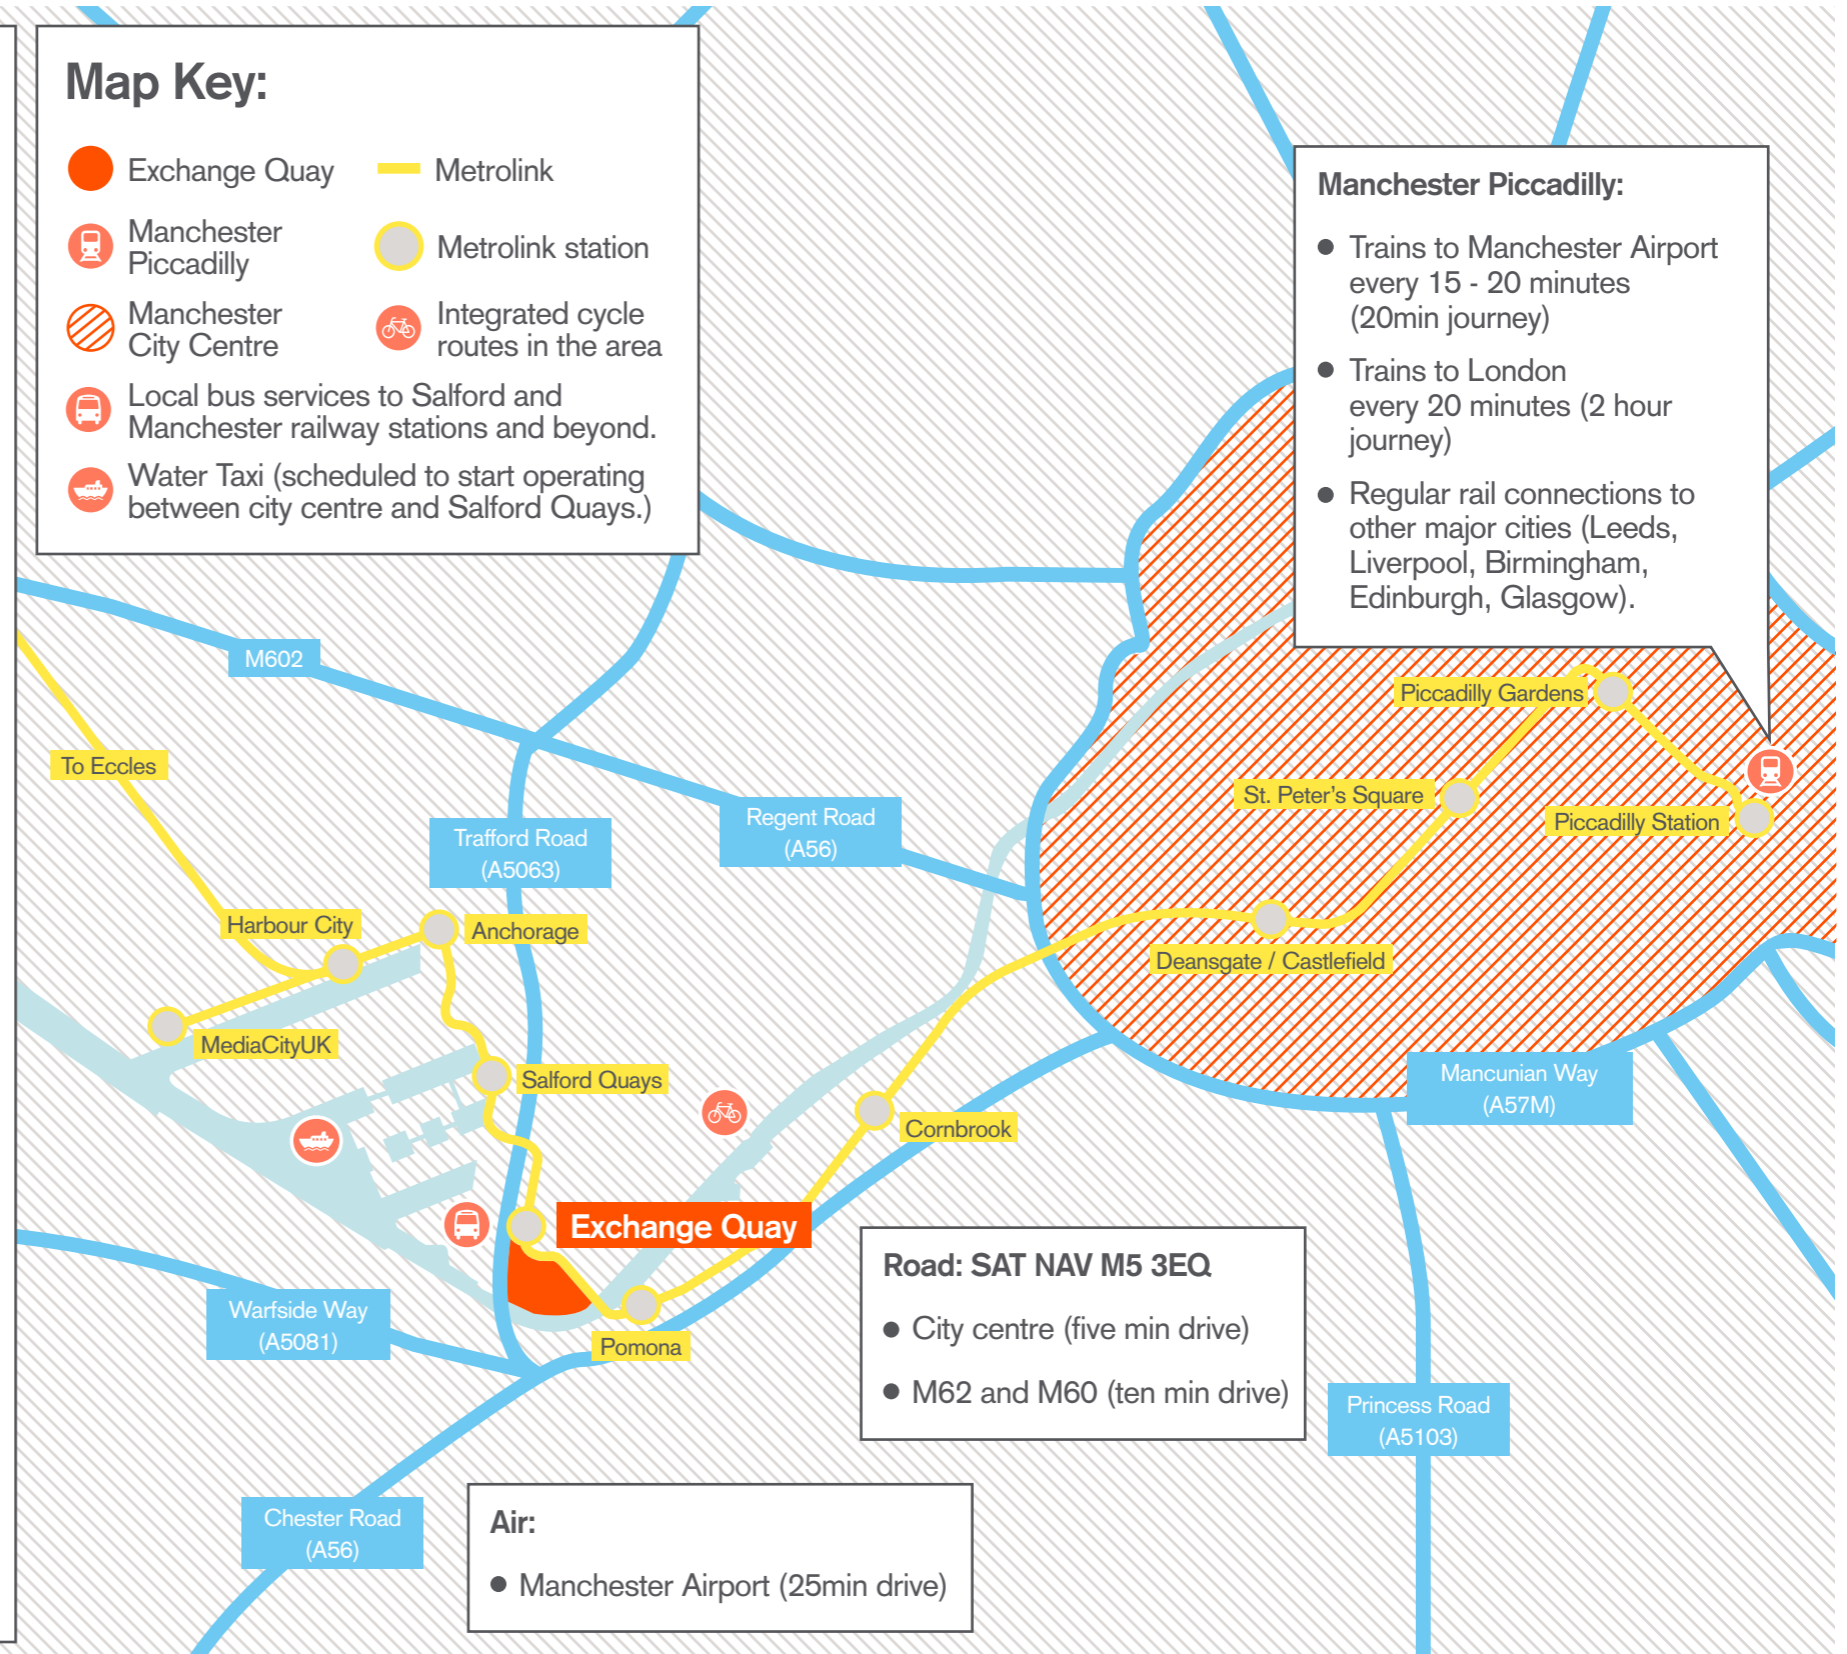 Map Key:
Exchange Quay
Metrolink
Manchester
Piccadilly
Metrolink station
Manchester
City Centre
Integrated cycle
routes in the area
Local bus services to Salford and
Manchester railway stations and beyond.
Water Taxi (scheduled to start operating
between city centre and Salford Quays.)
Manchester Piccadilly:
● Trains to Manchester Airport
every 15 - 20 minutes
(20min journey)
● Trains to London
every 20 minutes (2 hour
journey)
● Regular rail connections to
other major cities (Leeds,
Liverpool, Birmingham,
Edinburgh, Glasgow).
M602
To Eccles
Trafford Road
(A5063)
Regent Road
(A56)
Piccadilly Gardens
St. Peter's Square
Piccadilly Station
Harbour City
Anchorage
Deansgate / Castlefield
MediaCityUK
Salford Quays
Cornbrook
Mancunian Way
(A57M)
Exchange Quay
Warfside Way
(A5081)
Pomona
Road: SAT NAV M5 3EQ
● City centre (five min drive)
● M62 and M60 (ten min drive)
Princess Road
(A5103)
Chester Road
(A56)
Air:
● Manchester Airport (25min drive)